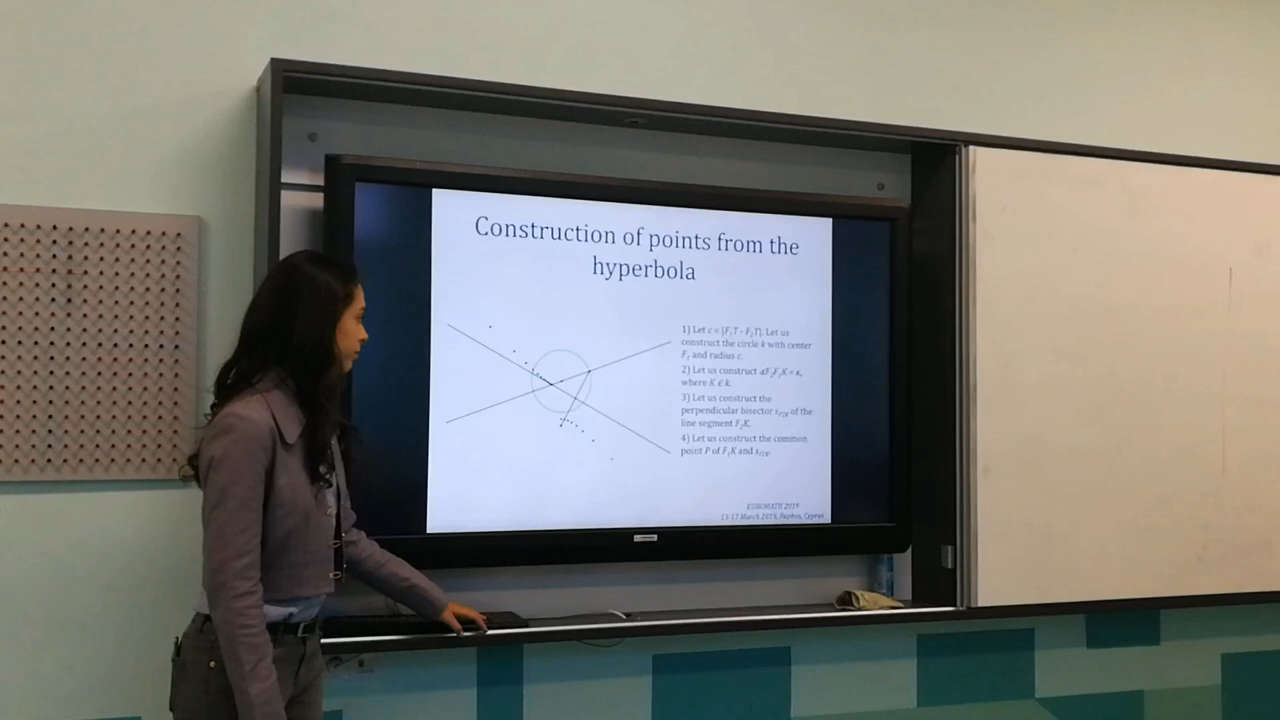 Construction of points from the
hyperbola
1) Let c = |F₁T - F₂T|. Let us
construct the circle k with center
and radius c.
2) Let us construct
where K ∈ k.
3) Let us construct the
perpendicular bisector of the
line segment F₂K.
4) Let us construct the common
point P of F₁K and
EUROMATH 2019
13-17 March 2019, Paphos, Cyprus